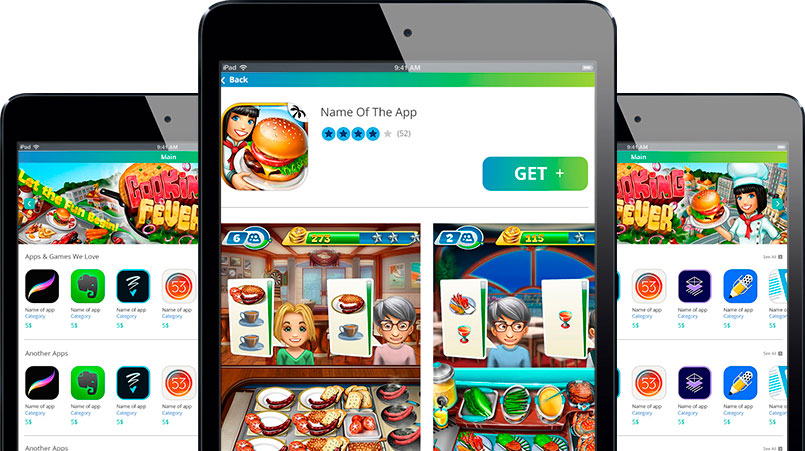 iPad 9:41 AM
Back
Name Of The App
(52)
GET +
6 273
2 115
iPad 9:41 AM
Main
Let the Fun Begin!
COOKING
FEVER
Apps & Games We Love
Name of app Name of app Name of app Name of app
Category Category Category Category
5$ 5$ 5$ 5$
Another Apps
Name of app Name of app Name of app Name of app
Category Category Category Category
5$ 5$ 5$ 5$
Another Apps
9:41 AM
Main
COOKING
FEVER
See All
Name of app Name of app Name of app Name of
Category Category Category Category
5$ 5$ 5$ 5$
See All
Name of app Name of app Name of app Name of
Category Category Category Category
5$ 5$ 5$ 5$
See All